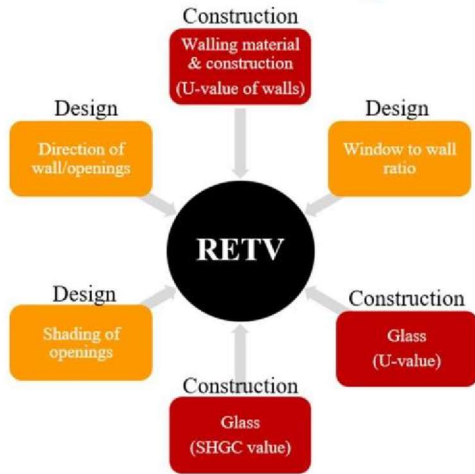 Construction
Walling material
& construction
(U-value of walls)
Design
Direction of
wall/openings
Design
Window to wall
ratio
RETV
Design
Shading of
openings
Construction
Glass
(U-value)
Construction
Glass
(SHGC value)